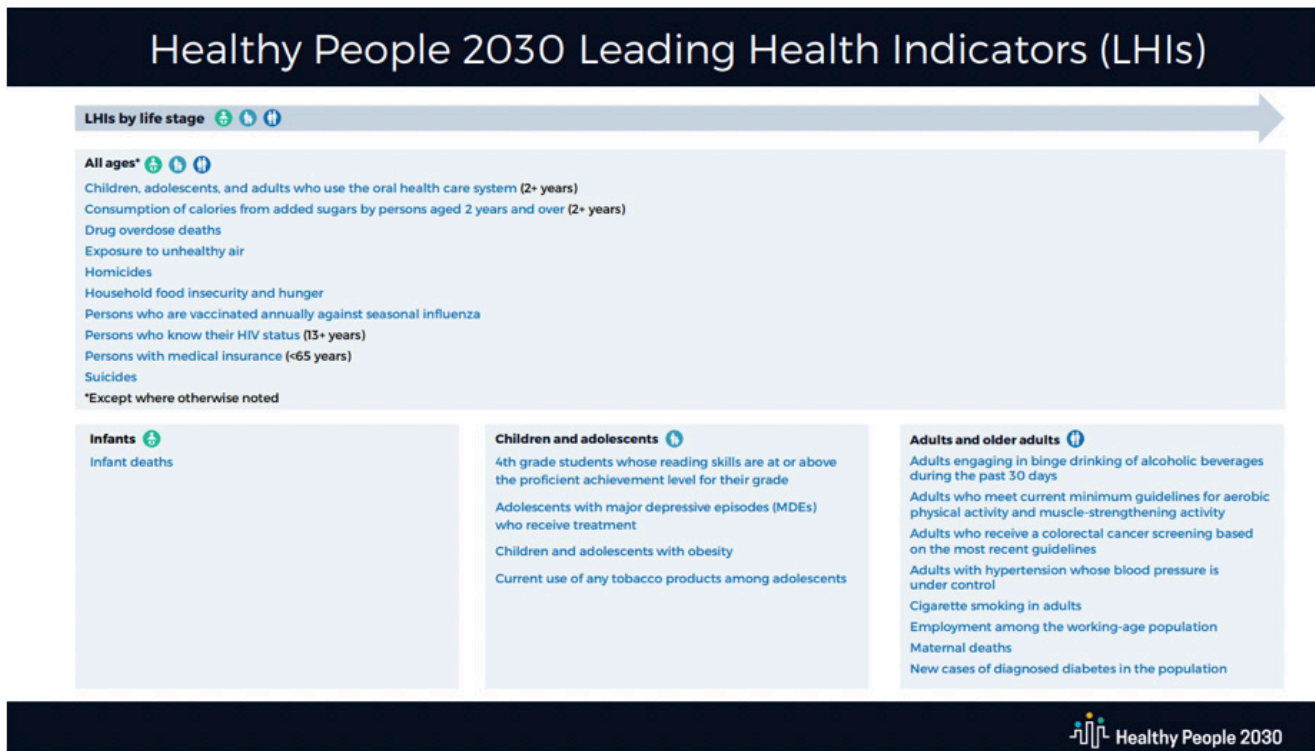 Healthy People 2030 Leading Health Indicators (LHIs)
LHIs by life stage
All ages*
Children, adolescents, and adults who use the oral health care system (2+ years)
Consumption of calories from added sugars by persons aged 2 years and over (2+ years)
Drug overdose deaths
Exposure to unhealthy air
Homicides
Household food insecurity and hunger
Persons who are vaccinated annually against seasonal influenza
Persons who know their HIV status (13+ years)
Persons with medical insurance (<65 years)
Suicides
*Except where otherwise noted
Infants
Infant deaths
Children and adolescents
4th grade students whose reading skills are at or above
the proficient achievement level for their grade
Adolescents with major depressive episodes (MDEs)
who receive treatment
Children and adolescents with obesity
Current use of any tobacco products among adolescents
Adults and older adults
Adults engaging in binge drinking of alcoholic beverages
during the past 30 days
Adults who meet current minimum guidelines for aerobic
physical activity and muscle-strengthening activity
Adults who receive a colorectal cancer screening based
on the most recent guidelines
Adults with hypertension whose blood pressure is
under control
Cigarette smoking in adults
Employment among the working-age population
Maternal deaths
New cases of diagnosed diabetes in the population
Healthy People 2030